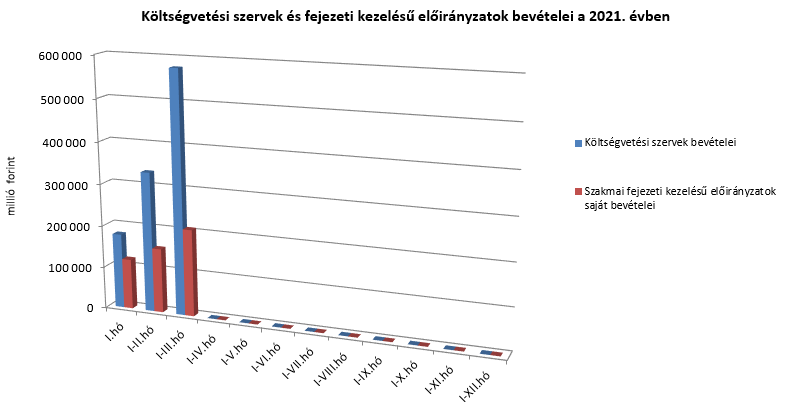 Költségvetési szervek és fejezeti kezelésű előirányzatok bevételei a 2021. évben
millió forint
600 000
500 000
400 000
300 000
200 000
100 000
0
I.hó
I-II.hó
I-III.hó
I-IV.hó
I-V.hó
I-VI.hó
I-VII.hó
I-VIII.hó
I-IX.hó
I-X.hó
I-XI.hó
I-XII.hó
Költségvetési szervek bevételei
Szakmai fejezeti kezelésű előirányzatok
saját bevételei